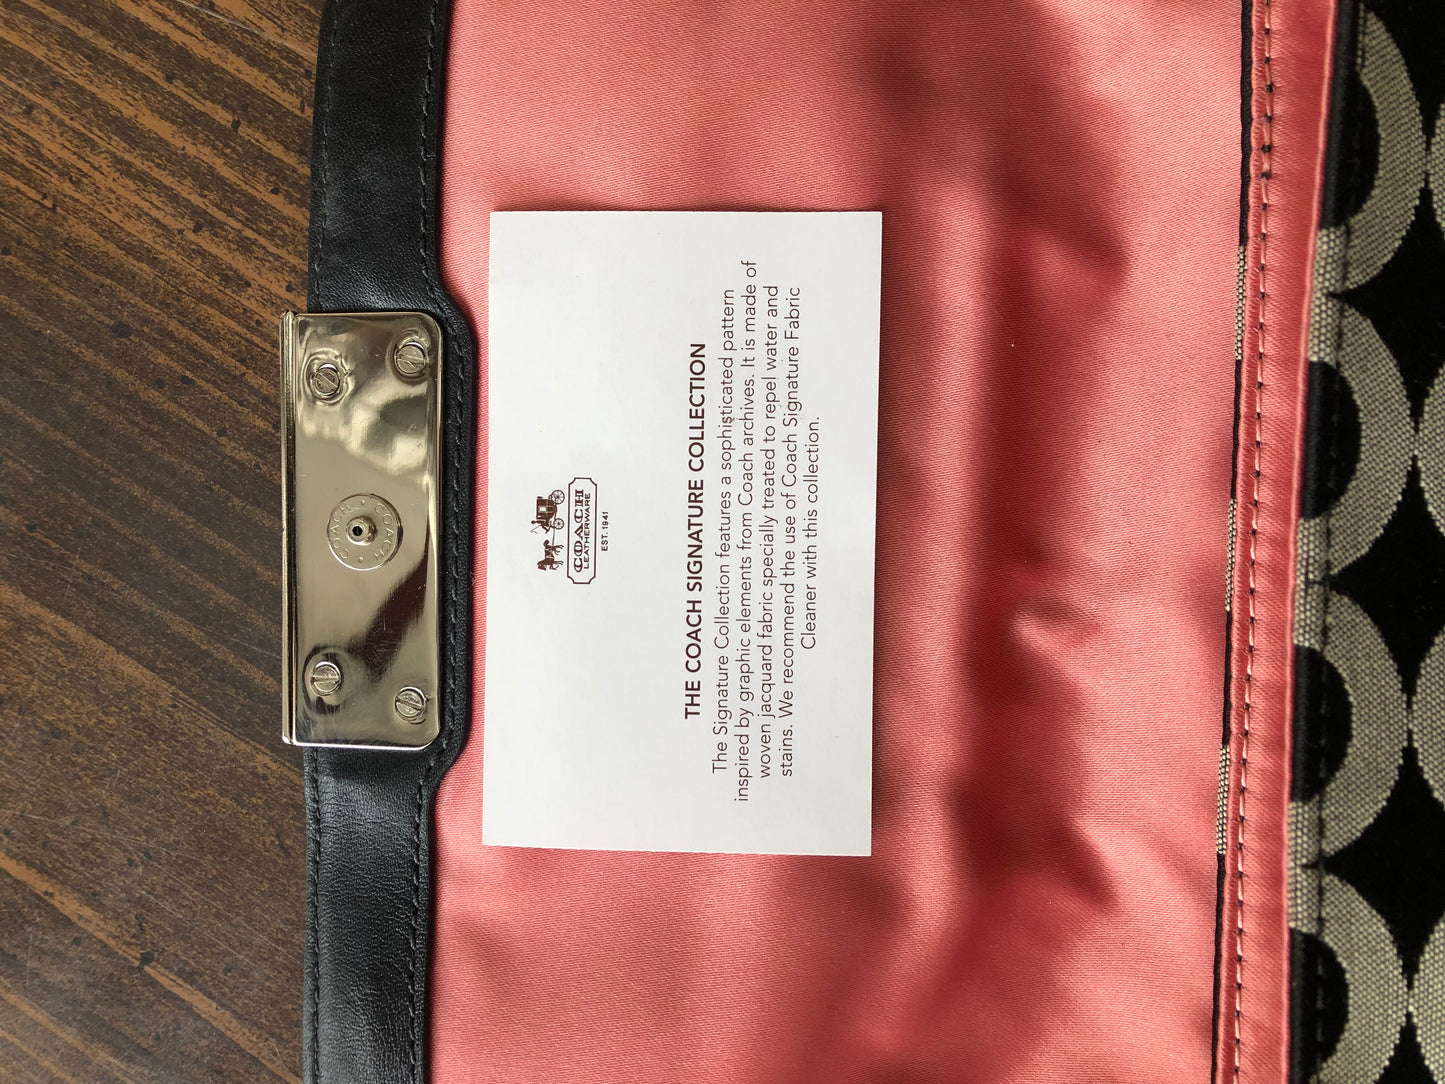 COACH
LEATHERWARE
EST. 1941
THE COACH SIGNATURE COLLECTION
The Signature Collection features a sophisticated pattern
inspired by graphic elements from Coach archives. It is made of
woven jacquard fabric specially treated to repel water and
stains. We recommend the use of Coach Signature Fabric
Cleaner with this collection.
COACH · COACH ·